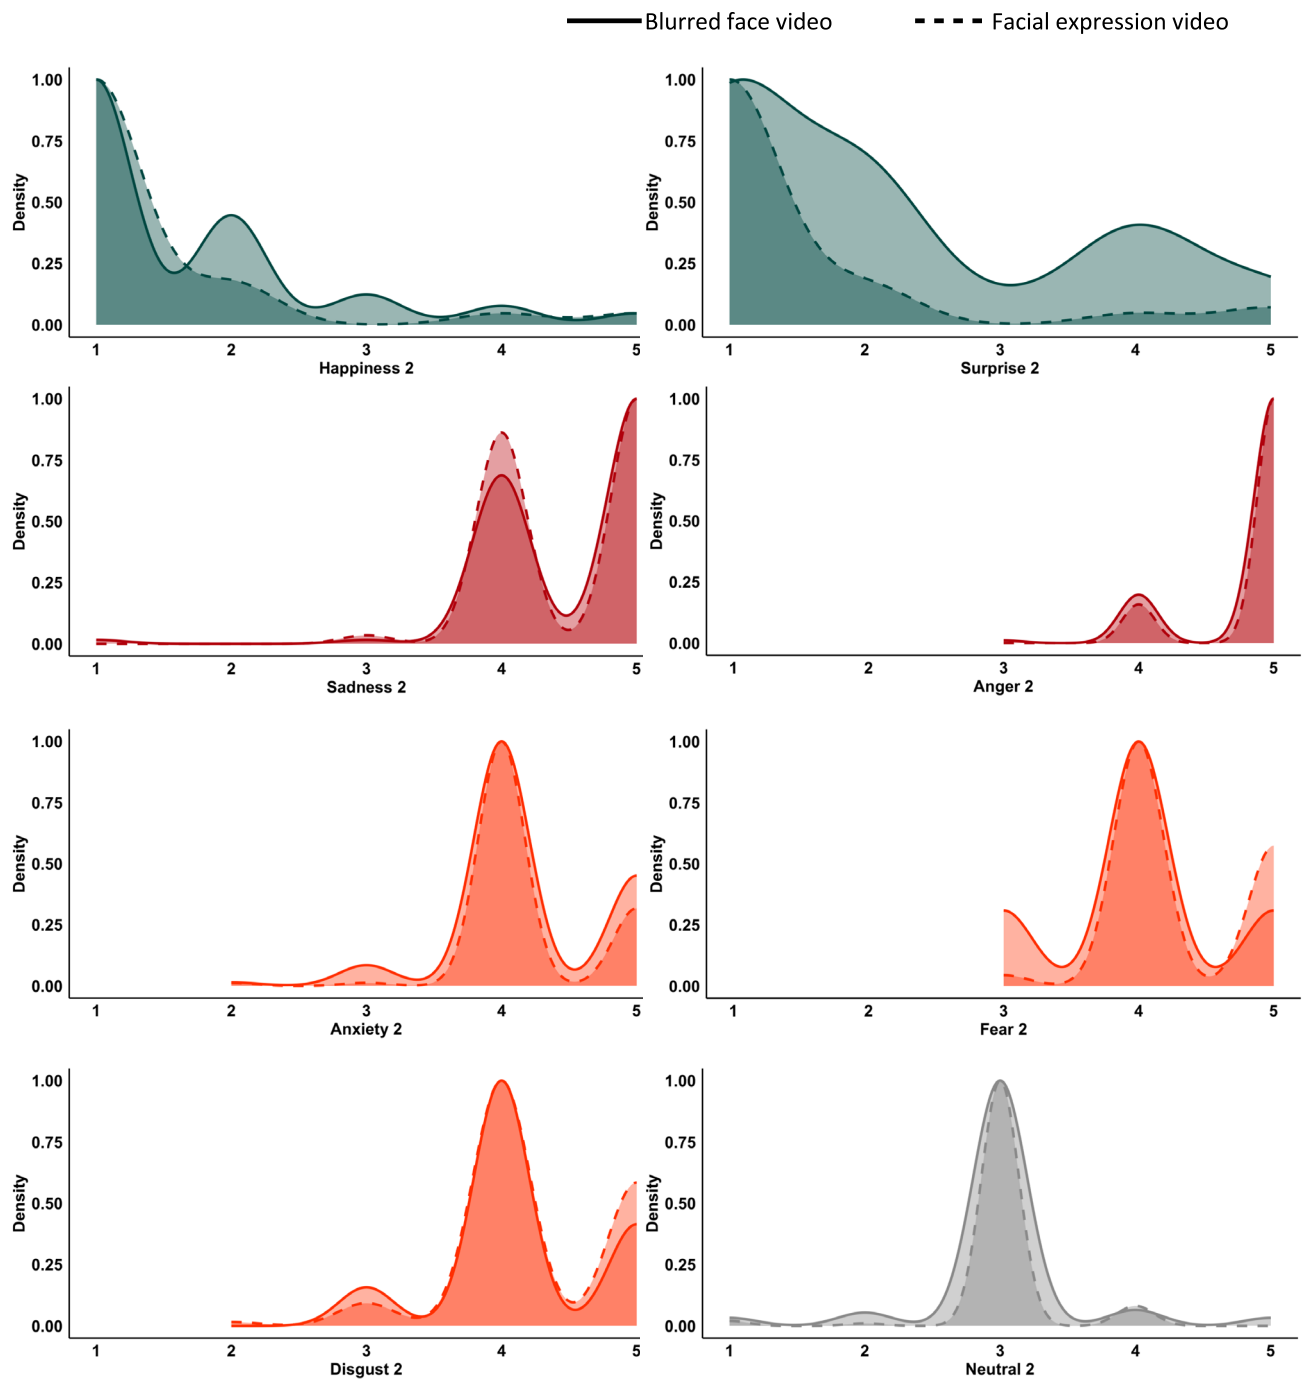 Blurred face video Facial expression video
1.00 1.00
0.75 0.75
Density Density
0.50 0.50
0.25 0.25
0.00 0.00
1 2 3 4 5 1 2 3 4 5
Happiness 2 Surprise 2
1.00 1.00
0.75 0.75
Density Density
0.50 0.50
0.25 0.25
0.00 0.00
1 2 3 4 5 1 2 3 4 5
Sadness 2 Anger 2
1.00 1.00
0.75 0.75
Density Density
0.50 0.50
0.25 0.25
0.00 0.00
1 2 3 4 5 1 2 3 4 5
Anxiety 2 Fear 2
1.00 1.00
0.75 0.75
Density Density
0.50 0.50
0.25 0.25
0.00 0.00
1 2 3 4 5 1 2 3 4 5
Disgust 2 Neutral 2